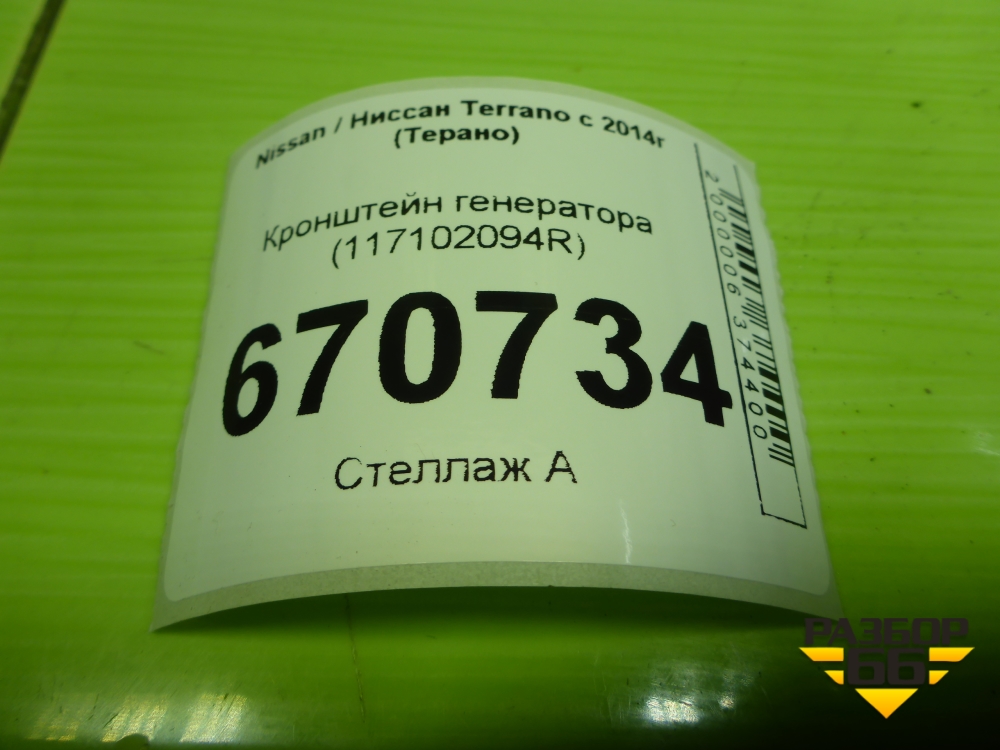 Nissan / Ниссан Terrano с 2014г
(Терано)
Кронштейн генератора
(117102094R)
670734
Стеллаж А
2000006374400
РАЗБОР
66